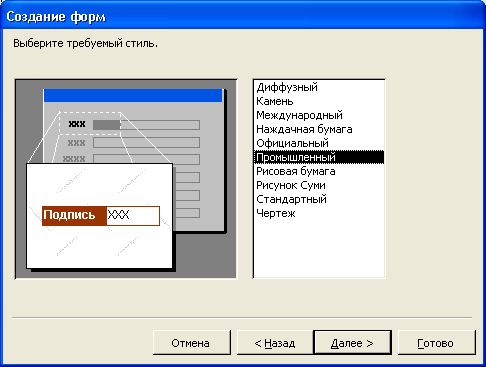 Создание форм
Выберите требуемый стиль.
xxx
xxx
xxxx
Подпись XXX
Диффузный
Камень
Международный
Наждачная бумага
Официальный
Промышленный
Рисовая бумага
Рисунок Суми
Стандартный
Чертеж
Отмена < Назад Далее > Готово